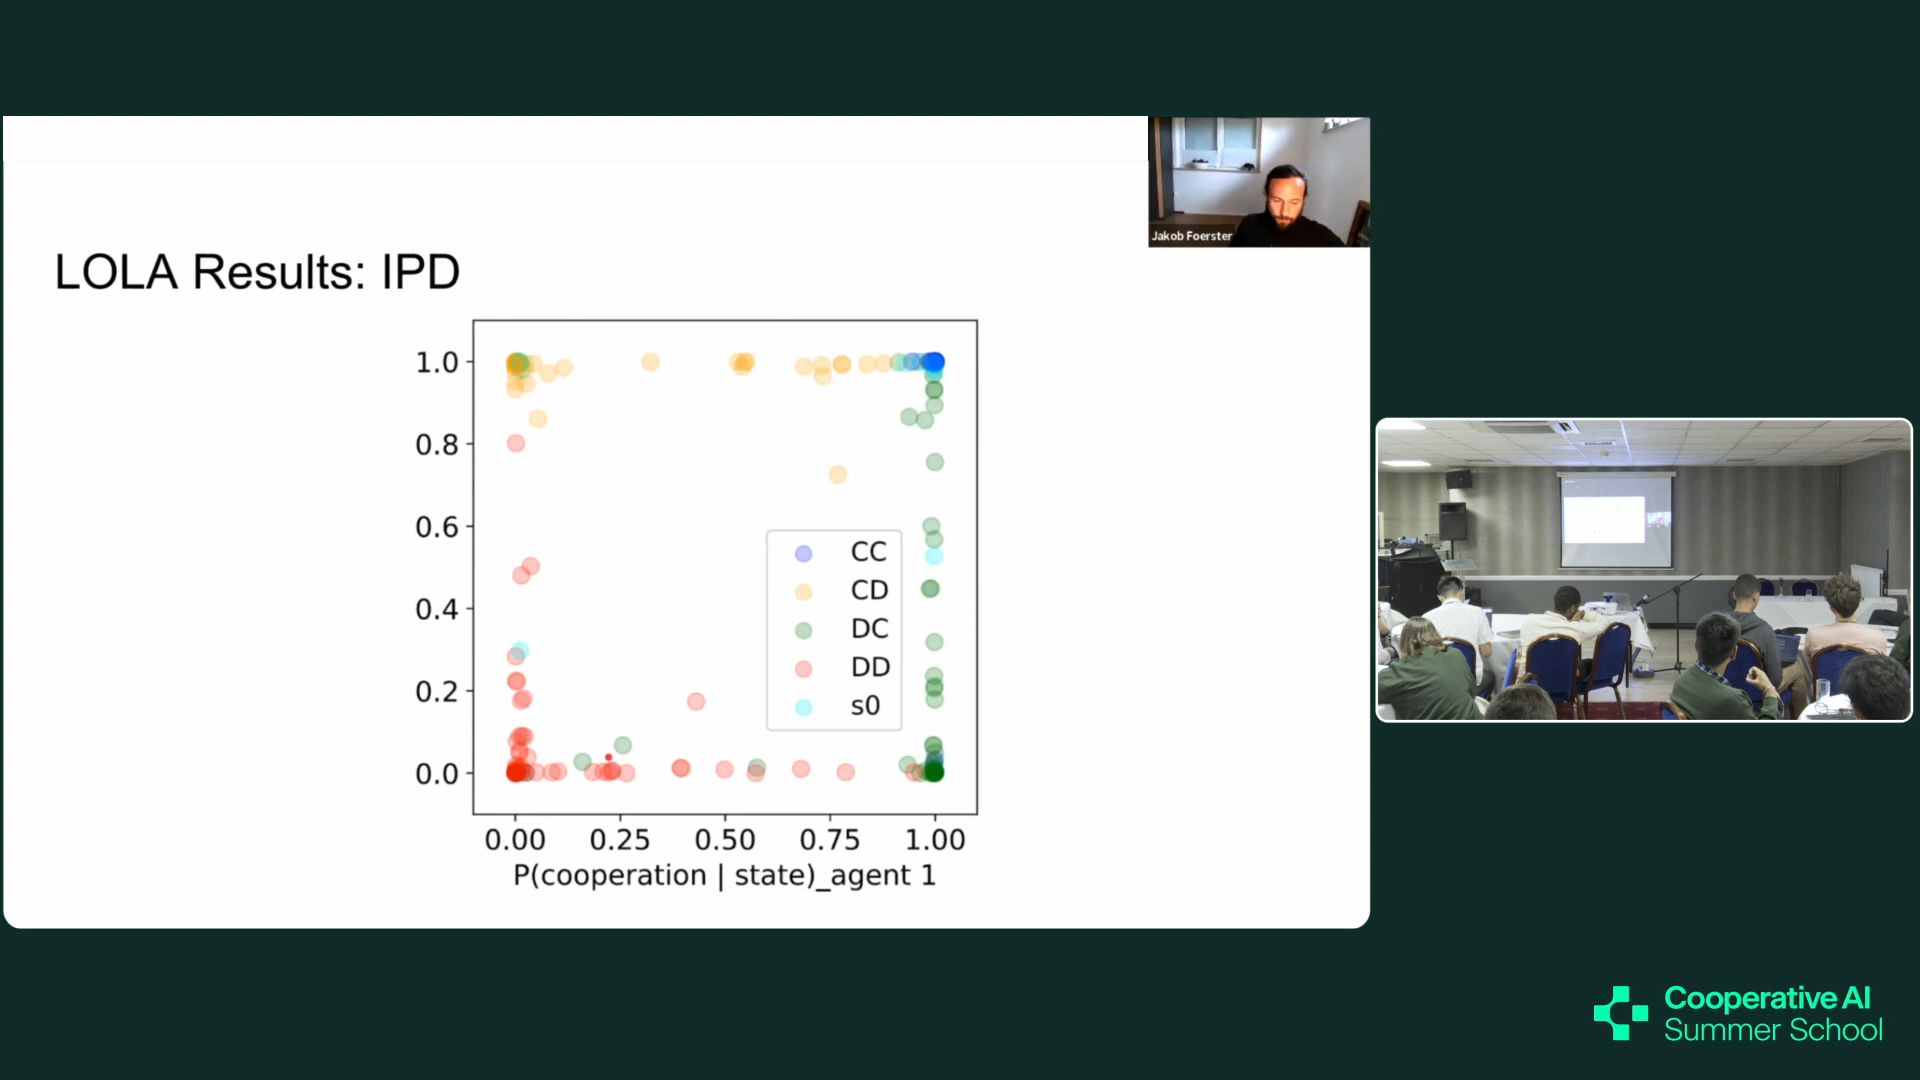 Jakob Foerster
LOLA Results: IPD
1.0
0.8
0.6
0.4
0.2
0.0
CC
CD
DC
DD
s0
0.00 0.25 0.50 0.75 1.00
P(cooperation | state)_agent 1
Cooperative AI
Summer School